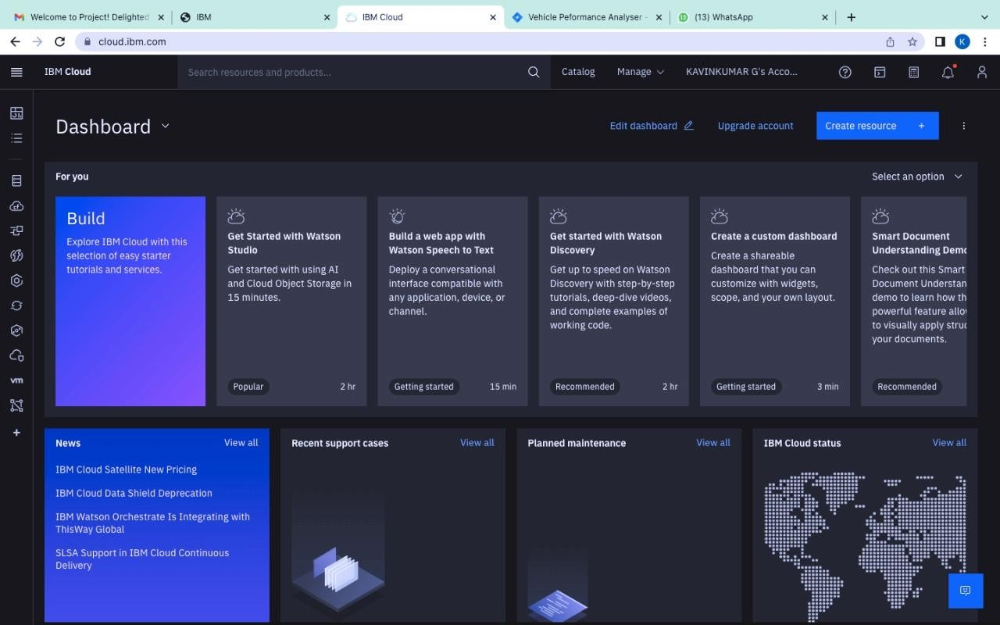 Welcome to Project! Delighted
IBM
IBM Cloud
Vehicle Peformance Analyser -
(13) WhatsApp
cloud.ibm.com
K
IBM Cloud
Search resources and products...
Catalog
Manage
KAVINKUMAR G's Acco...
Dashboard
Edit dashboard
Upgrade account
Create resource +
For you
Select an option
Build
Explore IBM Cloud with this
selection of easy starter
tutorials and services.
Get Started with Watson
Studio
Get started with using AI
and Cloud Object Storage in
15 minutes.
Popular
2 hr
Build a web app with
Watson Speech to Text
Deploy a conversational
interface compatible with
any application, device, or
channel.
Getting started
15 min
Get started with Watson
Discovery
Get up to speed on Watson
Discovery with step-by-step
tutorials, deep-dive videos,
and complete examples of
working code.
Recommended
2 hr
Create a custom dashboard
Create a shareable
dashboard that you can
customize with widgets,
scope, and your own layout.
Getting started
3 min
Smart Document
Understanding Demo
Check out this Smart
Document Understan
demo to learn how th
powerful feature allow
to visually apply struc
your documents.
Recommended
vm
News
View all
IBM Cloud Satellite New Pricing
IBM Cloud Data Shield Deprecation
IBM Watson Orchestrate Is Integrating with
ThisWay Global
SLSA Support in IBM Cloud Continuous
Delivery
Recent support cases
View all
Planned maintenance
View all
IBM Cloud status
View all